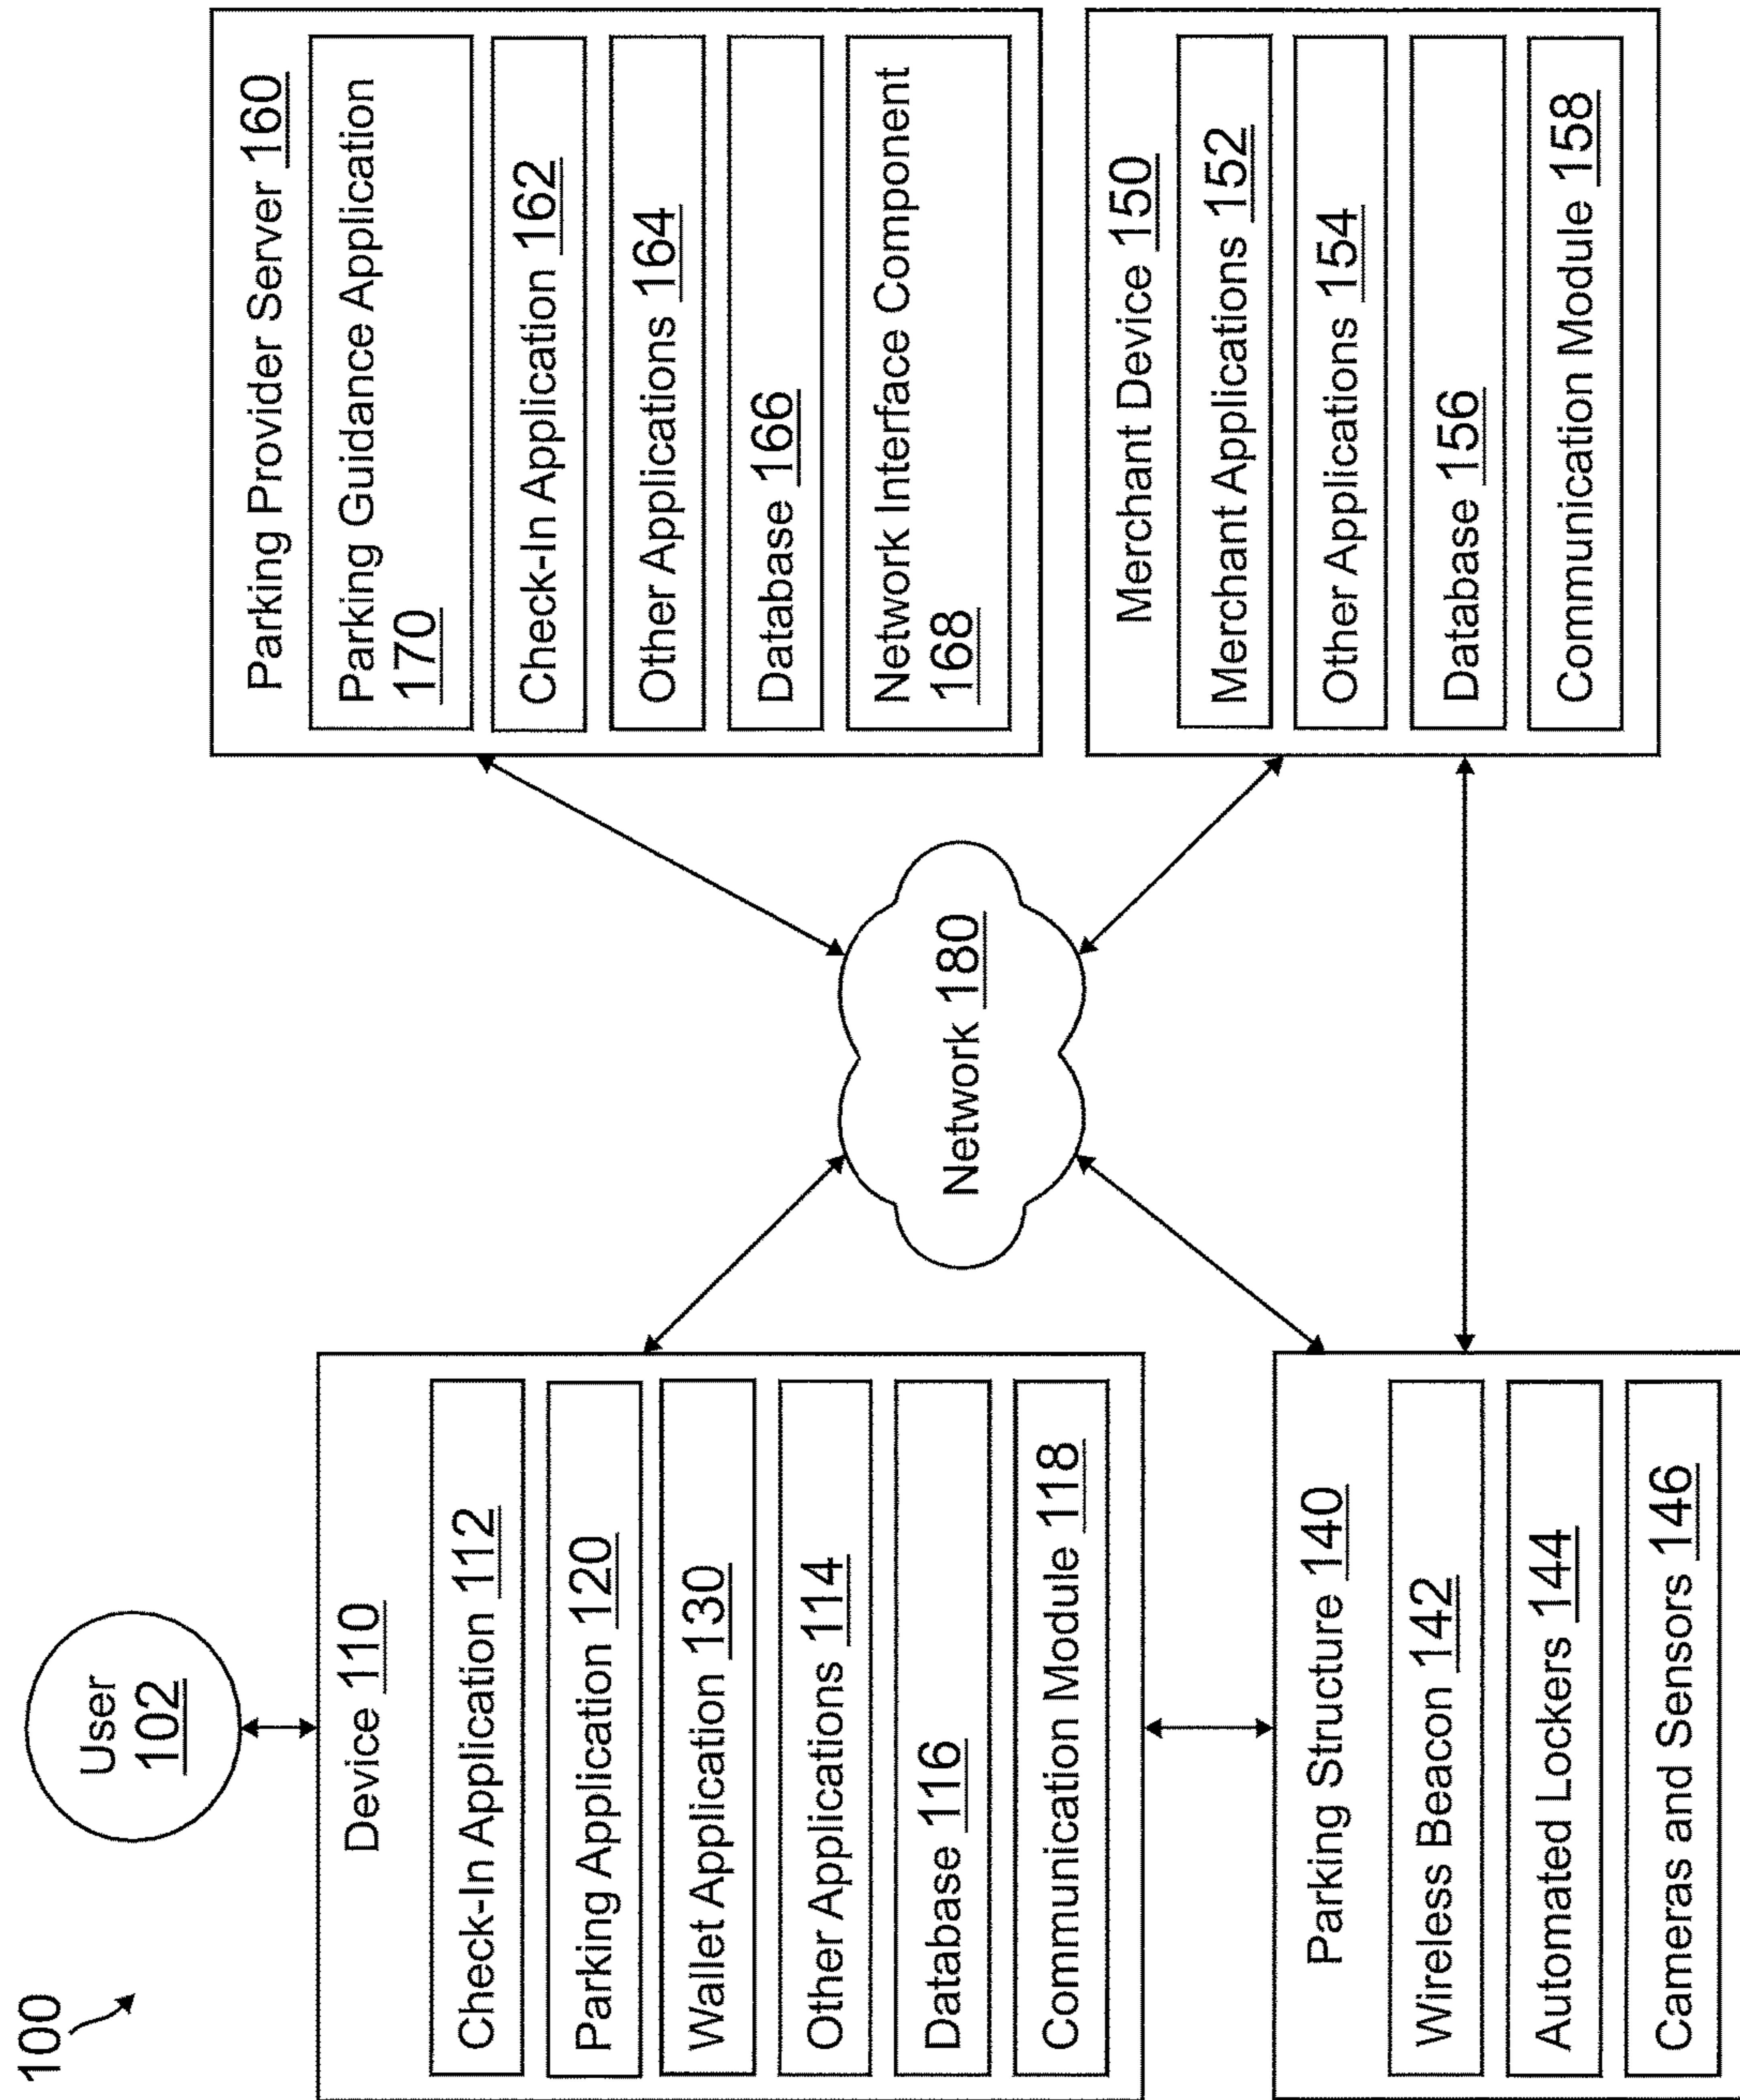 100
User
102
Device 110
Check-In Application 112
Parking Application 120
Wallet Application 130
Other Applications 114
Database 116
Communication Module 118
Parking Structure 140
Wireless Beacon 142
Automated Lockers 144
Cameras and Sensors 146
Network 180
Parking Provider Server 160
Parking Guidance Application
170
Check-In Application 162
Other Applications 164
Database 166
Network Interface Component
168
Merchant Device 150
Merchant Applications 152
Other Applications 154
Database 156
Communication Module 158